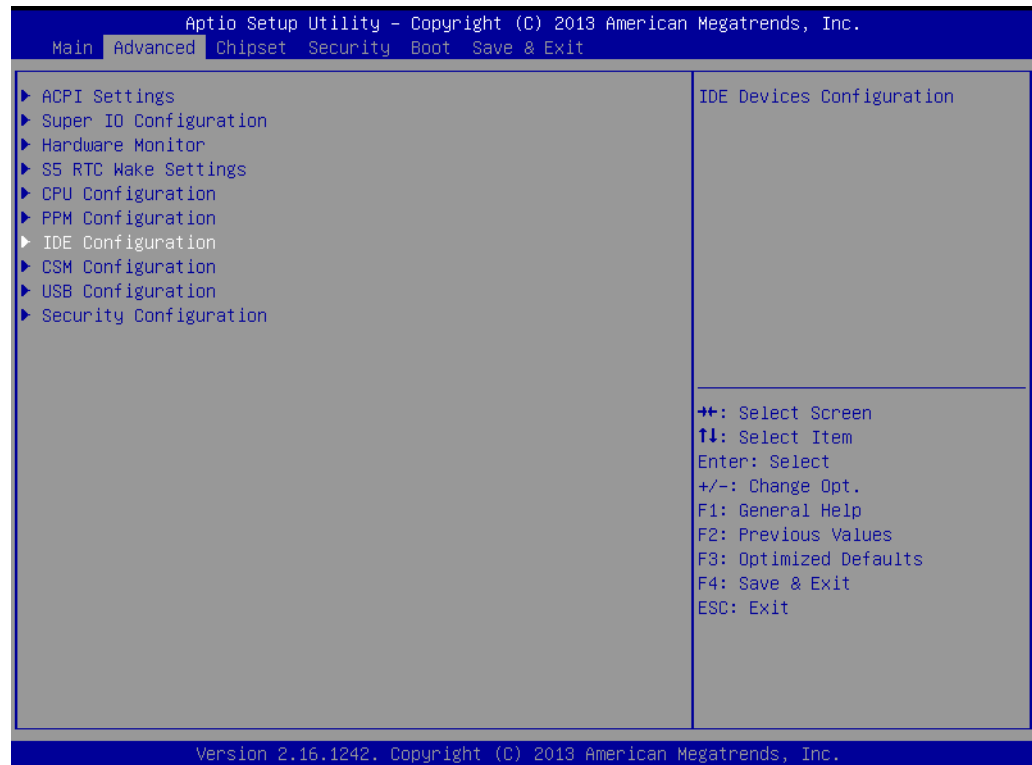 Aptio Setup Utility – Copyright (C) 2013 American Megatrends, Inc.
Main Advanced Chipset Security Boot Save & Exit
▶ ACPI Settings
▶ Super IO Configuration
▶ Hardware Monitor
▶ S5 RTC Wake Settings
▶ CPU Configuration
▶ PPM Configuration
▶ IDE Configuration
▶ CSM Configuration
▶ USB Configuration
▶ Security Configuration
IDE Devices Configuration
→←: Select Screen
↑↓: Select Item
Enter: Select
+/-: Change Opt.
F1: General Help
F2: Previous Values
F3: Optimized Defaults
F4: Save & Exit
ESC: Exit
Version 2.16.1242. Copyright (C) 2013 American Megatrends, Inc.